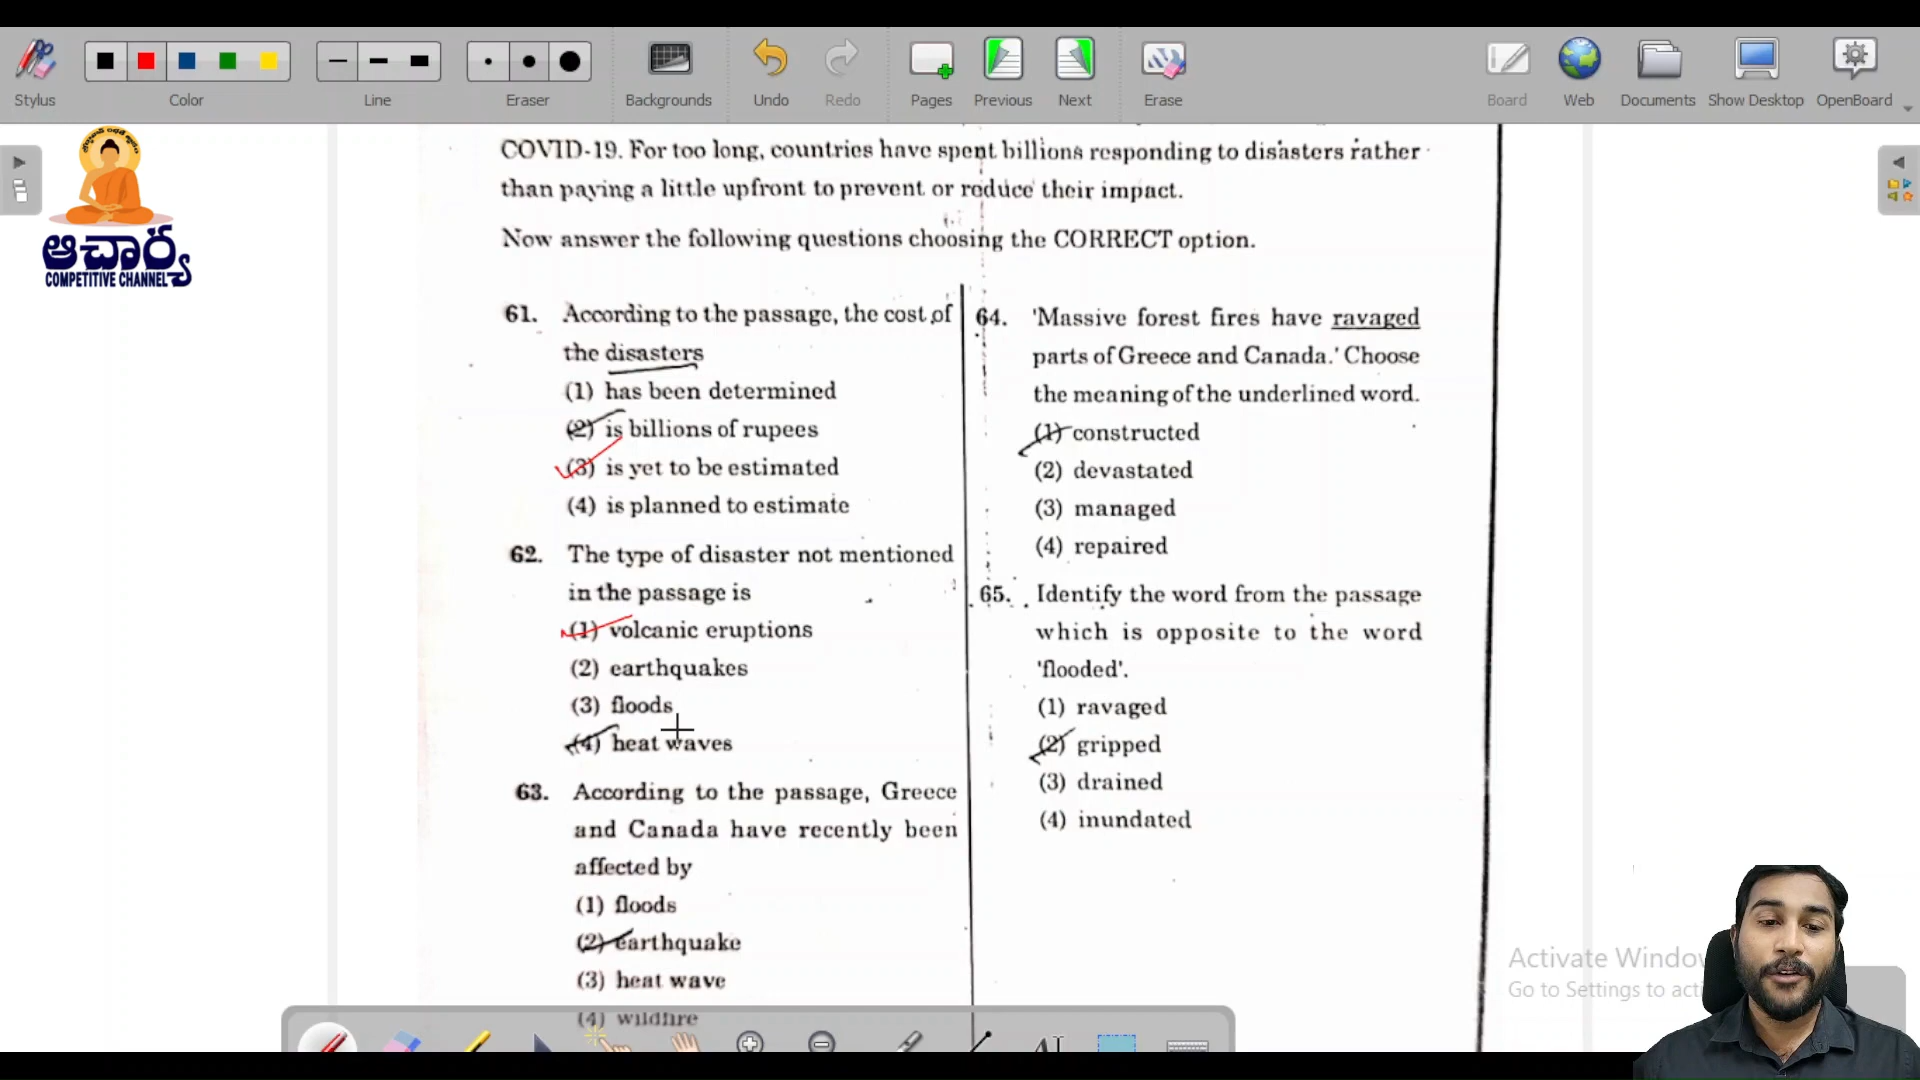 Stylus
Color
Line
Eraser
Backgrounds
Undo
Redo
Pages
Previous
Next
Erase
Board
Web
Documents
Show Desktop
OpenBoard
ఆచార్య
COMPETITIVE CHANNEL
COVID-19. For too long, countries have spent billions responding to disasters rather
than paying a little upfront to prevent or reduce their impact.
Now answer the following questions choosing the CORRECT option.
61. According to the passage, the cost of
the disasters
(1) has been determined
(2) is billions of rupees
(3) is yet to be estimated
(4) is planned to estimate
62. The type of disaster not mentioned
in the passage is
(1) volcanic eruptions
(2) earthquakes
(3) floods
(4) heat waves
63. According to the passage, Greece
and Canada have recently been
affected by
(1) floods
(2) earthquake
(3) heat wave
(4) wildfire
64. 'Massive forest fires have ravaged
parts of Greece and Canada.' Choose
the meaning of the underlined word.
(1) constructed
(2) devastated
(3) managed
(4) repaired
65. Identify the word from the passage
which is opposite to the word
'flooded'.
(1) ravaged
(2) gripped
(3) drained
(4) inundated
Activate Windo
Go to Settings to acti